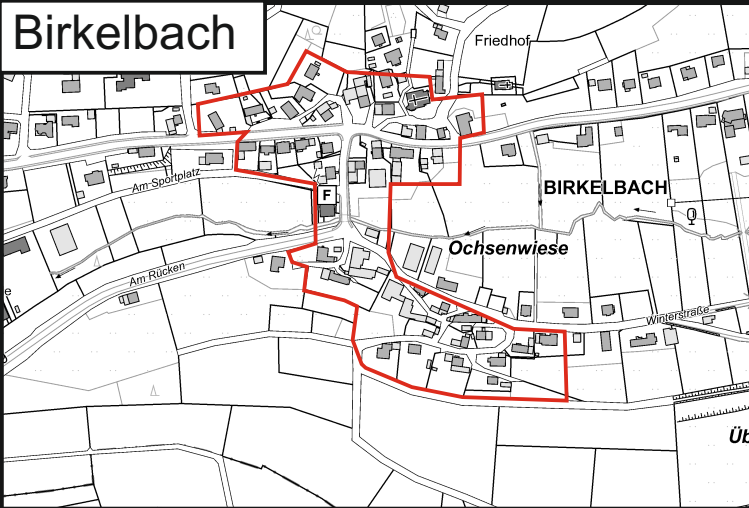 Birkelbach
Friedhof
Am Sportplatz
F
BIRKELBACH
Ochsenwiese
Am Rücken
e
Winterstraße
Üb